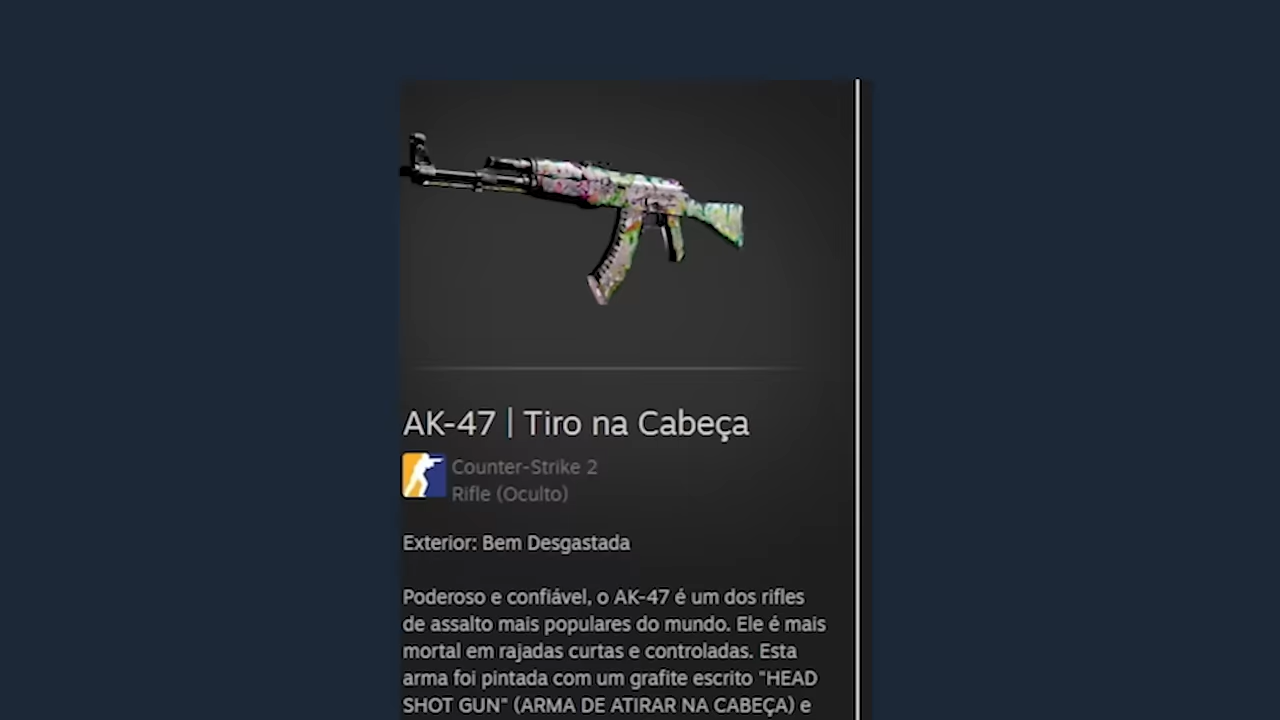 AK-47 | Tiro na Cabeça
Counter-Strike 2
Rifle (Oculto)
Exterior: Bem Desgastada
Poderoso e confiável, o AK-47 é um dos rifles
de assalto mais populares do mundo. Ele é mais
mortal em rajadas curtas e controladas. Esta
arma foi pintada com um grafite escrito "HEAD
SHOT GUN" (ARMA DE ATIRAR NA CABEÇA) e